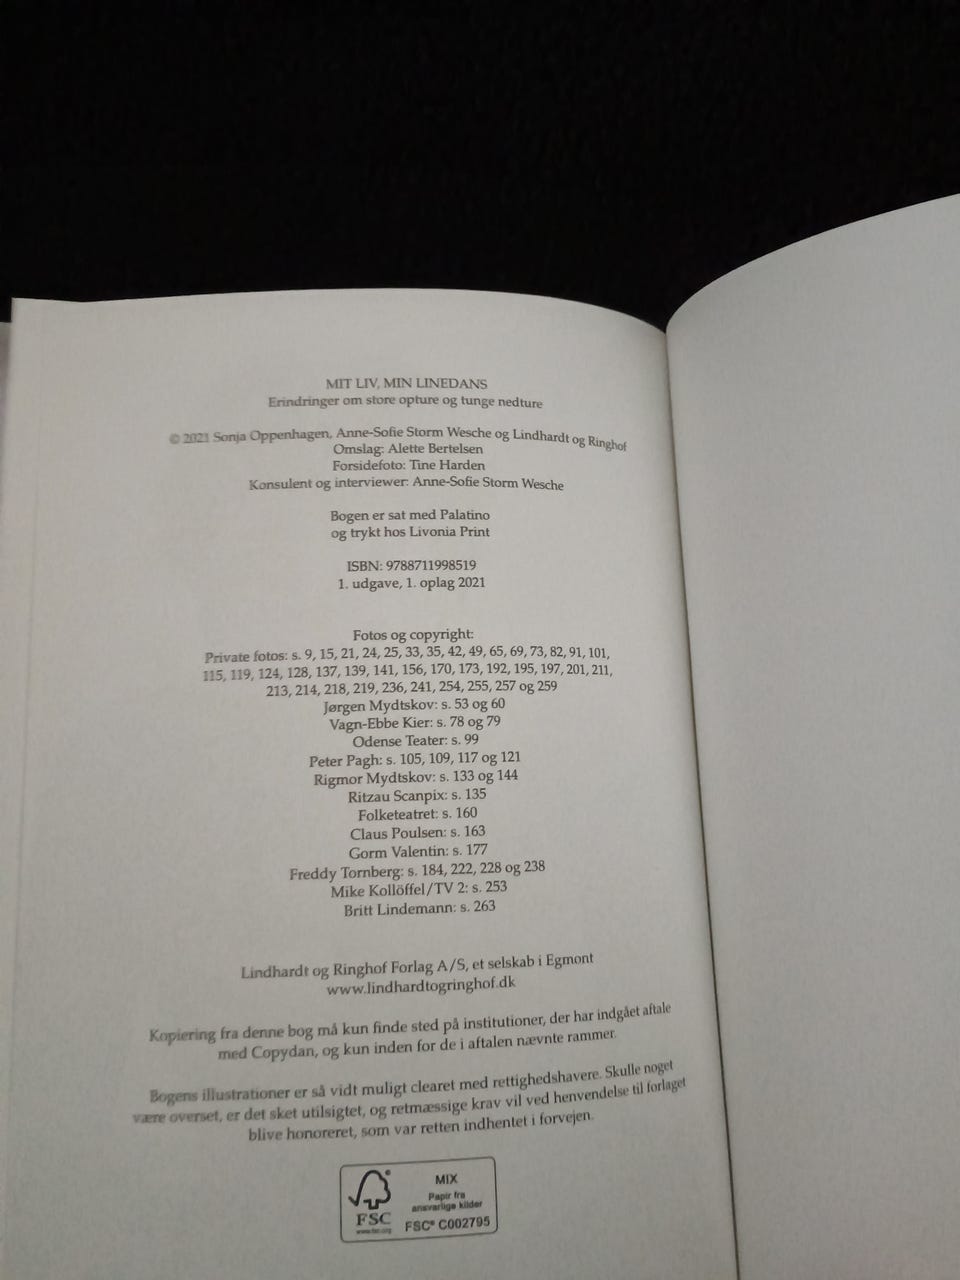 MIT LIV, MIN LINEDANS
Erindringer om store opture og tunge nedture
© 2021 Sonja Oppenhagen, Anne-Sofie Storm Wesche og Lindhardt og Ringhof
Omslag: Alette Bertelsen
Forsidefoto: Tine Harden
Konsulent og interviewer: Anne-Sofie Storm Wesche
Bogen er sat med Palatino
og trykt hos Livonia Print
ISBN: 9788711998519
1. udgave, 1. oplag 2021
Fotos og copyright:
Private fotos: s. 9, 15, 21, 24, 25, 33, 35, 42, 49, 65, 69, 73, 82, 91, 101,
115, 119, 124, 128, 137, 139, 141, 156, 170, 173, 192, 195, 197, 201, 211,
213, 214, 218, 219, 236, 241, 254, 255, 257 og 259
Jørgen Mydtskov: s. 53 og 60
Vagn-Ebbe Kier: s. 78 og 79
Odense Teater: s. 99
Peter Pagh: s. 105, 109, 117 og 121
Rigmor Mydtskov: s. 133 og 144
Ritzau Scanpix: s. 135
Folketeatret: s. 160
Claus Poulsen: s. 163
Gorm Valentin: s. 177
Freddy Tornberg: s. 184, 222, 228 og 238
Mike Kollöffel/TV 2: s. 253
Britt Lindemann: s. 263
Lindhardt og Ringhof Forlag A/S, et selskab i Egmont
www.lindhardtogringhof.dk
Kopiering fra denne bog må kun finde sted på institutioner, der har indgået aftale
med Copydan, og kun inden for de i aftalen nævnte rammer.
Bogens illustrationer er så vidt muligt clearet med rettighedshavere. Skulle noget
være overset, er det sket utilsigtet, og retmæssige krav vil ved henvendelse til forlaget
blive honoreret, som var retten indhentet i forvejen.
FSC
www.fsc.org
MIX
Papir fra
ansvarlige kilder
FSC® C002795